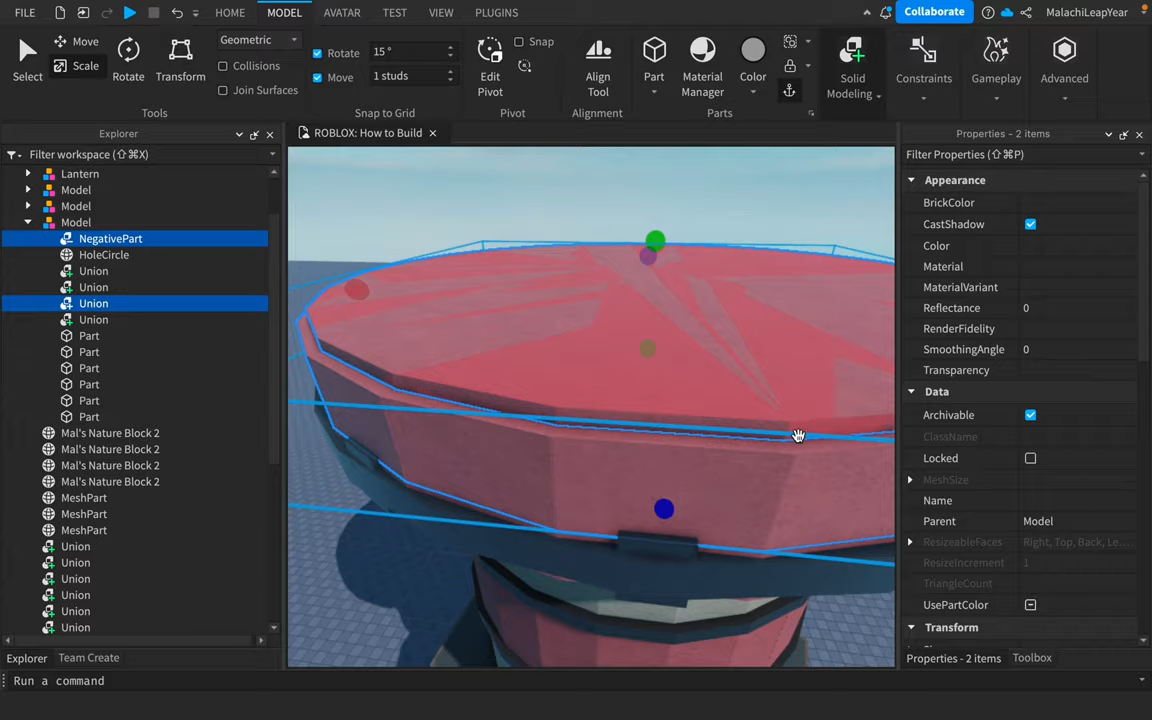 FILE HOME MODEL AVATAR TEST VIEW PLUGINS Collaborate MalachiLeapYear
Select Move Scale Rotate Transform Geometric Collisions Join Surfaces
Tools
Rotate 15 °
Move 1 studs
Snap to Grid
Edit Pivot Snap
Pivot
Align Tool
Alignment
Part Material Manager Color
Parts
Solid Modeling Constraints Gameplay Advanced
Explorer
Filter workspace (⇧⌘X)
Lantern
Model
Model
Model
NegativePart
HoleCircle
Union
Union
Union
Union
Part
Part
Part
Part
Part
Part
Mal's Nature Block 2
Mal's Nature Block 2
Mal's Nature Block 2
Mal's Nature Block 2
MeshPart
MeshPart
MeshPart
Union
Union
Union
Union
Union
Union
Explorer Team Create
ROBLOX: How to Build
Properties - 2 items
Filter Properties (⇧⌘P)
Appearance
BrickColor
CastShadow
Color
Material
MaterialVariant
Reflectance 0
RenderFidelity
SmoothingAngle 0
Transparency
Data
Archivable
ClassName
Locked
MeshSize
Name
Parent Model
ResizeableFaces Right, Top, Back, Le...
ResizeIncrement 1
TriangleCount
UsePartColor
Transform
Properties - 2 items Toolbox
Run a command